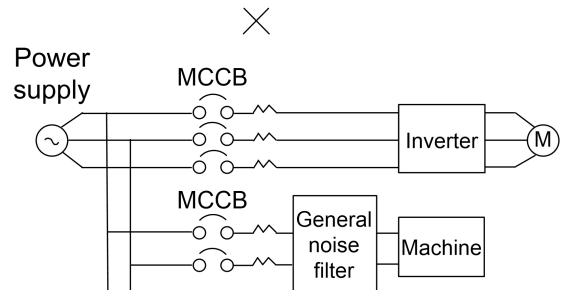 Power
supply
MCCB
Inverter
M
MCCB
General
noise
filter
Machine